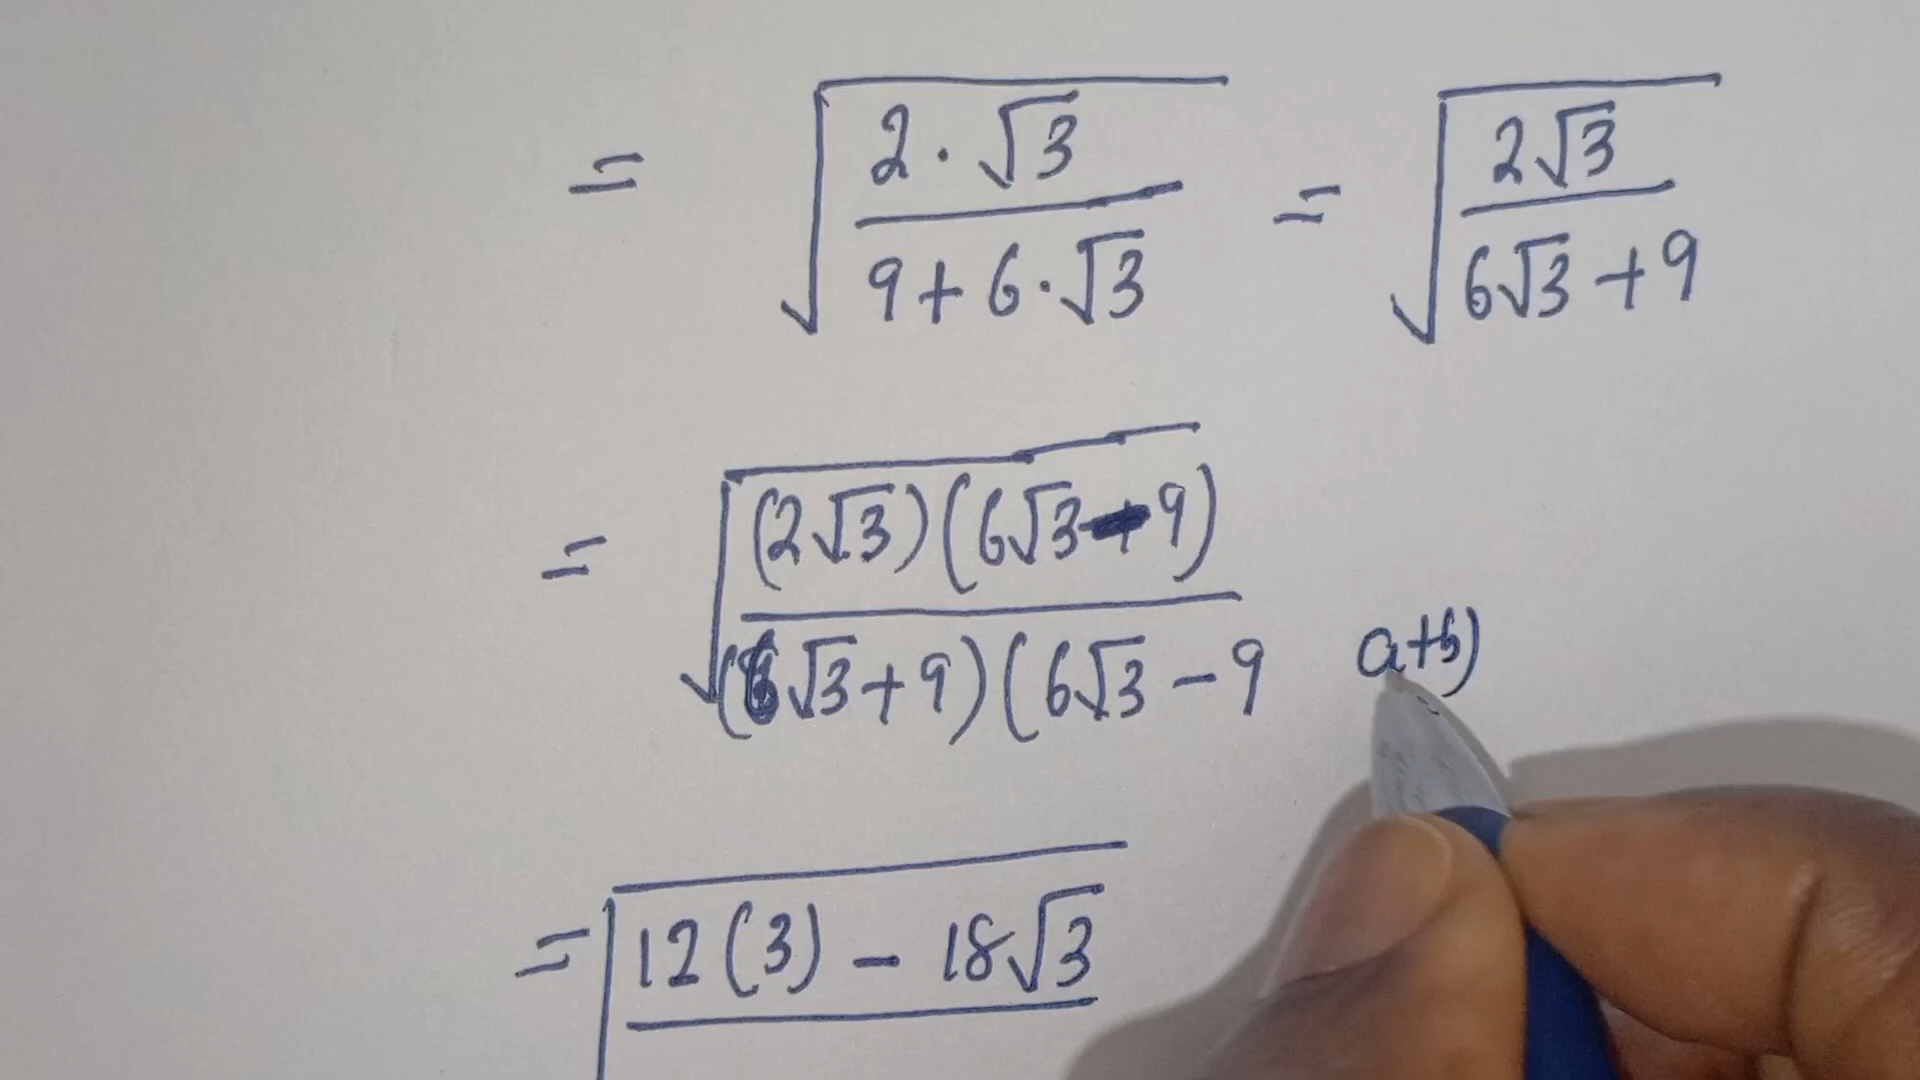 = √(2·√3 / 9+6·√3) = √(2√3 / 6√3+9)
= √((2√3)(6√3-9) / (6√3+9)(6√3-9
a+b)
= √(12(3) - 18√3